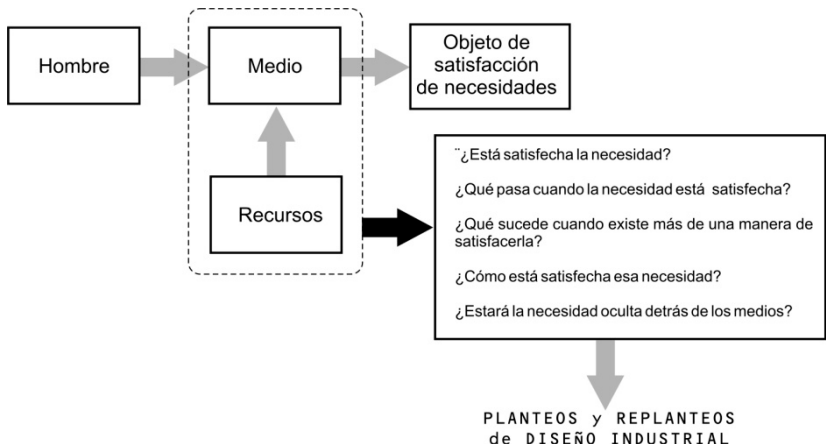 Hombre
Medio
Objeto de
satisfacción
de necesidades
Recursos
¨¿Está satisfecha la necesidad?
¿Qué pasa cuando la necesidad está satisfecha?
¿Qué sucede cuando existe más de una manera de
satisfacerla?
¿Cómo está satisfecha esa necesidad?
¿Estará la necesidad oculta detrás de los medios?
PLANTEOS y REPLANTEOS
de DISEÑO INDUSTRIAL